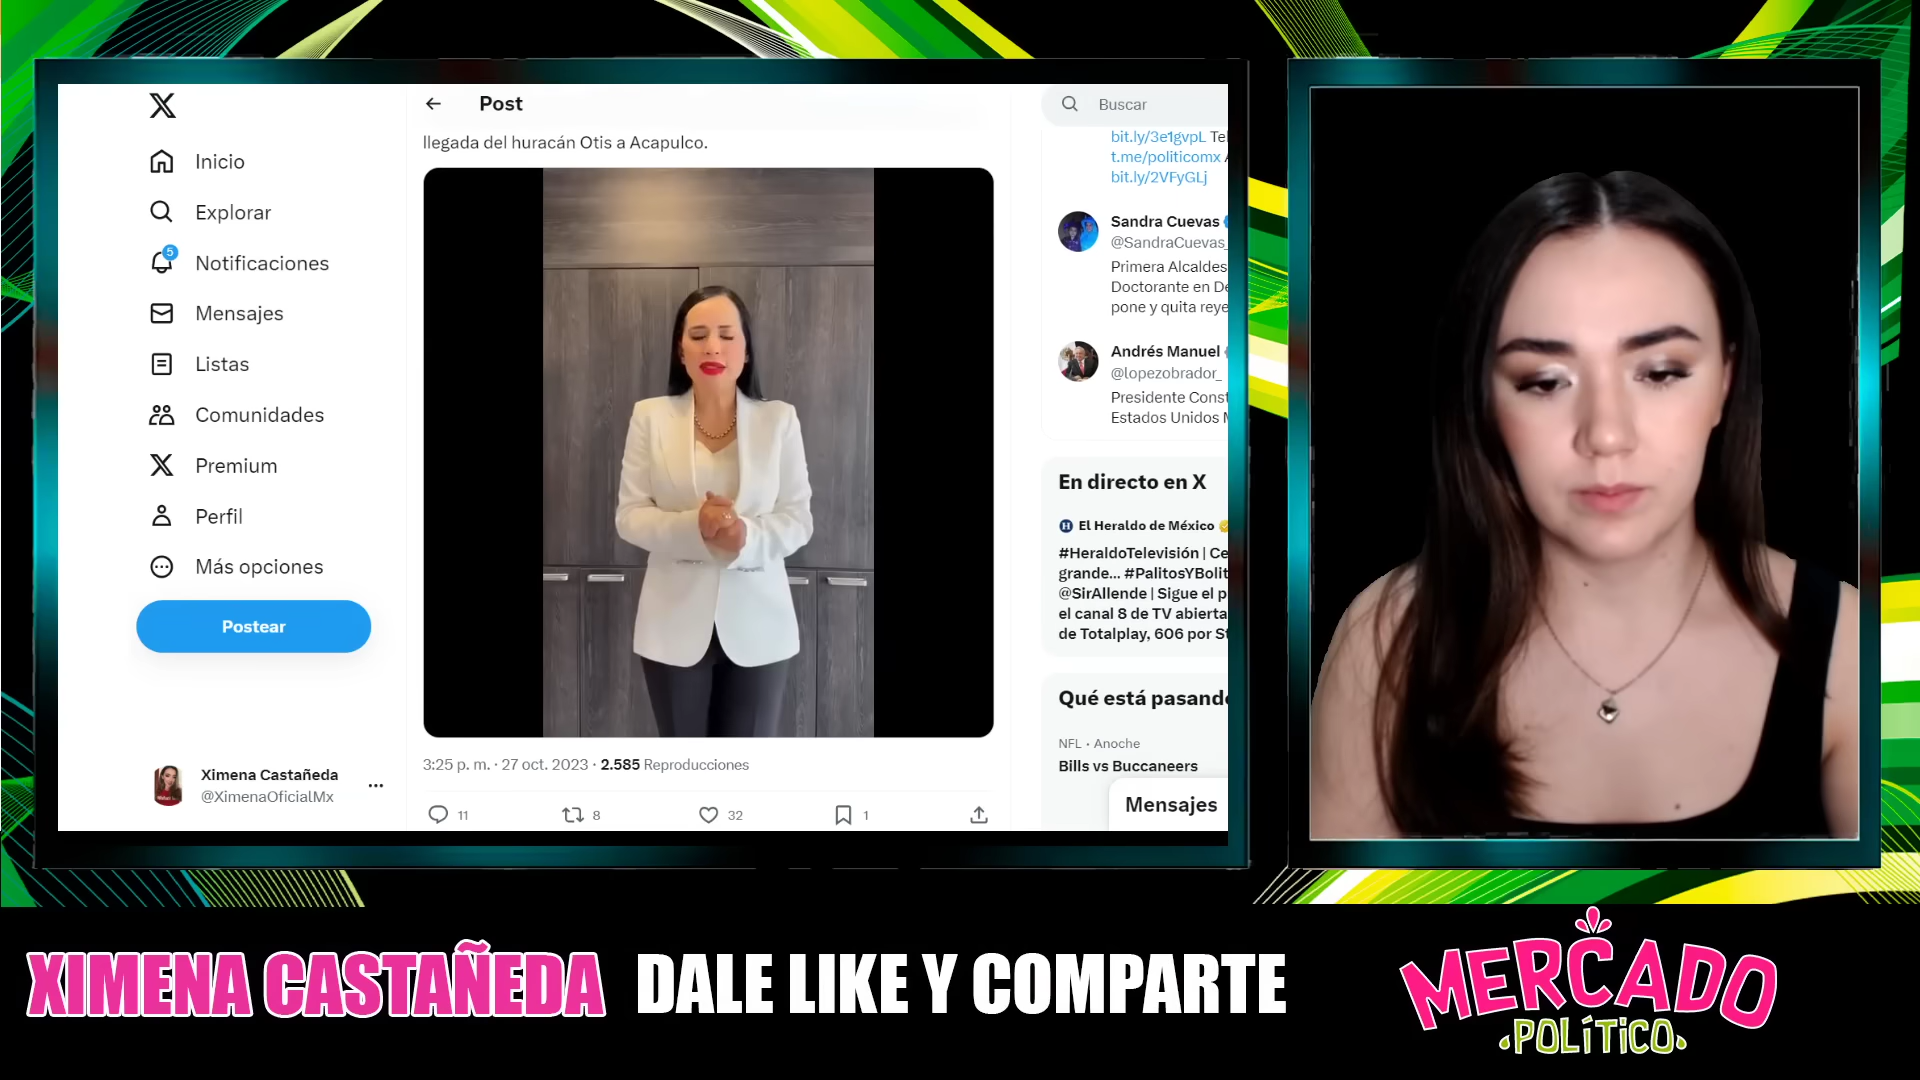 X
Inicio
Explorar
5
Notificaciones
Mensajes
Listas
Comunidades
X
Premium
Perfil
Más opciones
Postear
Ximena Castañeda
@XimenaOficialMx
Post
llegada del huracán Otis a Acapulco.
3:25 p. m. · 27 oct. 2023 · 2.585 Reproducciones
11
8
32
1
Buscar
bit.ly/3e1gvpL
t.me/politicomx
bit.ly/2VFyGLj
Sandra Cuevas
@SandraCuevas_
Primera Alcaldes
Doctorante en De
pone y quita reye
Andrés Manuel
@lopezobrador_
Presidente Const
Estados Unidos
En directo en X
H El Heraldo de México
#HeraldoTelevisión | Ce
grande... #PalitosYBolit
@SirAllende | Sigue el p
el canal 8 de TV abierta
de Totalplay, 606 por St
Qué está pasand
NFL · Anoche
Bills vs Buccaneers
Mensajes
XIMENA CASTAÑEDA
DALE LIKE Y COMPARTE
MERCADO
POLÍTICO